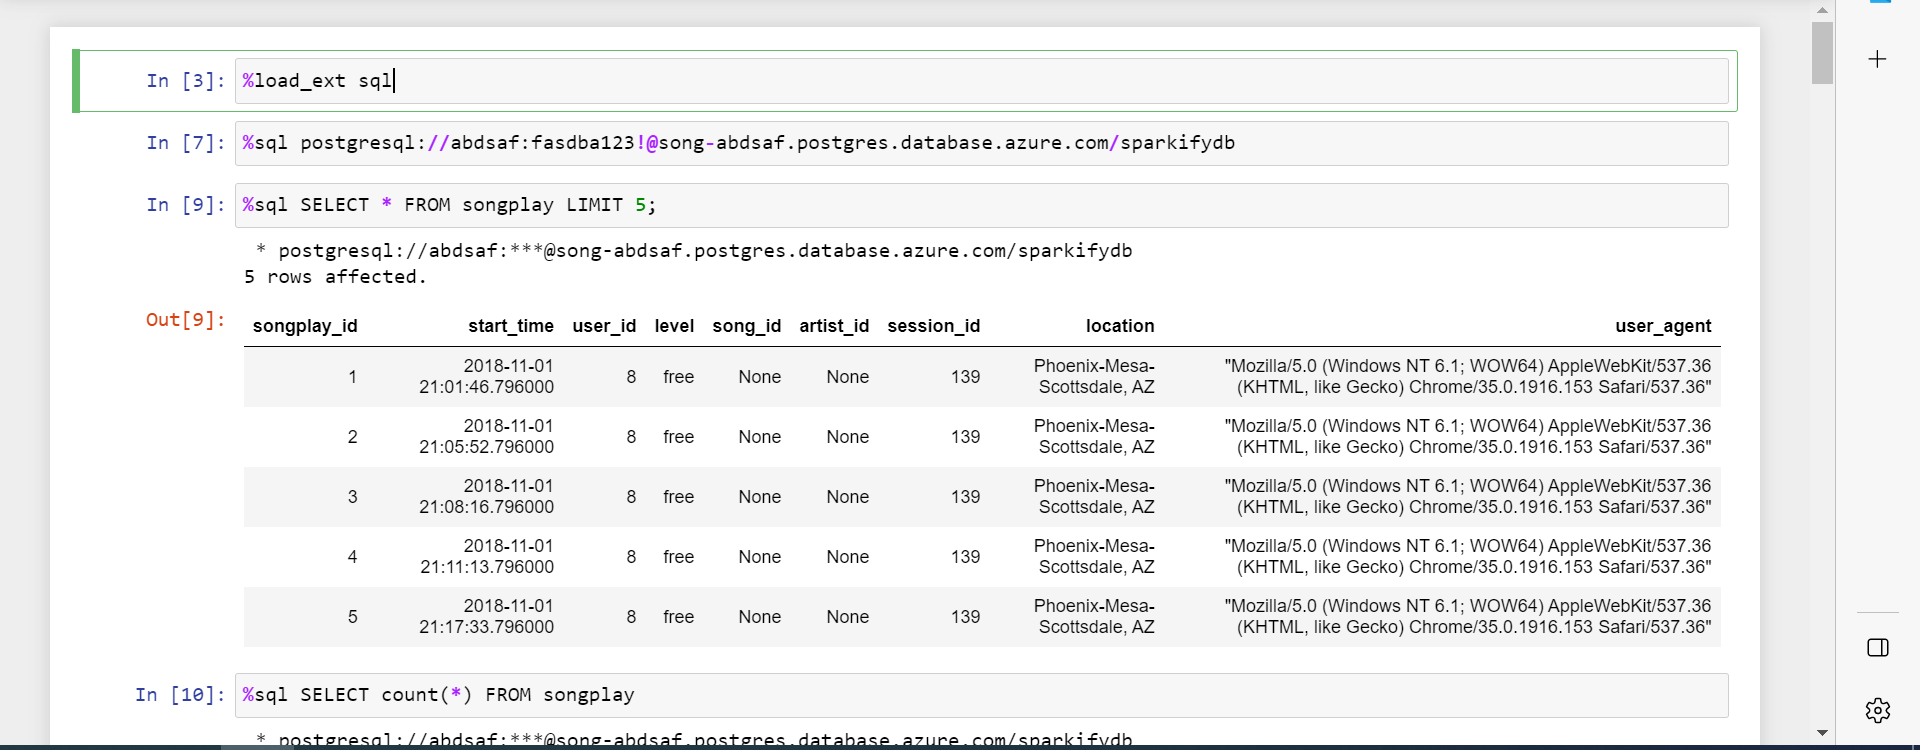 In [3]: %load_ext sql
In [7]: %sql postgresql://abdsaf:fasdba123!@song-abdsaf.postgres.database.azure.com/sparkifydb
In [9]: %sql SELECT * FROM songplay LIMIT 5;
* postgresql://abdsaf:***@song-abdsaf.postgres.database.azure.com/sparkifydb
5 rows affected.
Out[9]:
songplay_id start_time user_id level song_id artist_id session_id location user_agent
1 2018-11-01 21:01:46.796000 8 free None None 139 Phoenix-Mesa-Scottsdale, AZ "Mozilla/5.0 (Windows NT 6.1; WOW64) AppleWebKit/537.36 (KHTML, like Gecko) Chrome/35.0.1916.153 Safari/537.36"
2 2018-11-01 21:05:52.796000 8 free None None 139 Phoenix-Mesa-Scottsdale, AZ "Mozilla/5.0 (Windows NT 6.1; WOW64) AppleWebKit/537.36 (KHTML, like Gecko) Chrome/35.0.1916.153 Safari/537.36"
3 2018-11-01 21:08:16.796000 8 free None None 139 Phoenix-Mesa-Scottsdale, AZ "Mozilla/5.0 (Windows NT 6.1; WOW64) AppleWebKit/537.36 (KHTML, like Gecko) Chrome/35.0.1916.153 Safari/537.36"
4 2018-11-01 21:11:13.796000 8 free None None 139 Phoenix-Mesa-Scottsdale, AZ "Mozilla/5.0 (Windows NT 6.1; WOW64) AppleWebKit/537.36 (KHTML, like Gecko) Chrome/35.0.1916.153 Safari/537.36"
5 2018-11-01 21:17:33.796000 8 free None None 139 Phoenix-Mesa-Scottsdale, AZ "Mozilla/5.0 (Windows NT 6.1; WOW64) AppleWebKit/537.36 (KHTML, like Gecko) Chrome/35.0.1916.153 Safari/537.36"
In [10]: %sql SELECT count(*) FROM songplay
* postgresql://abdsaf:***@song-abdsaf.postgres.database.azure.com/sparkifydb